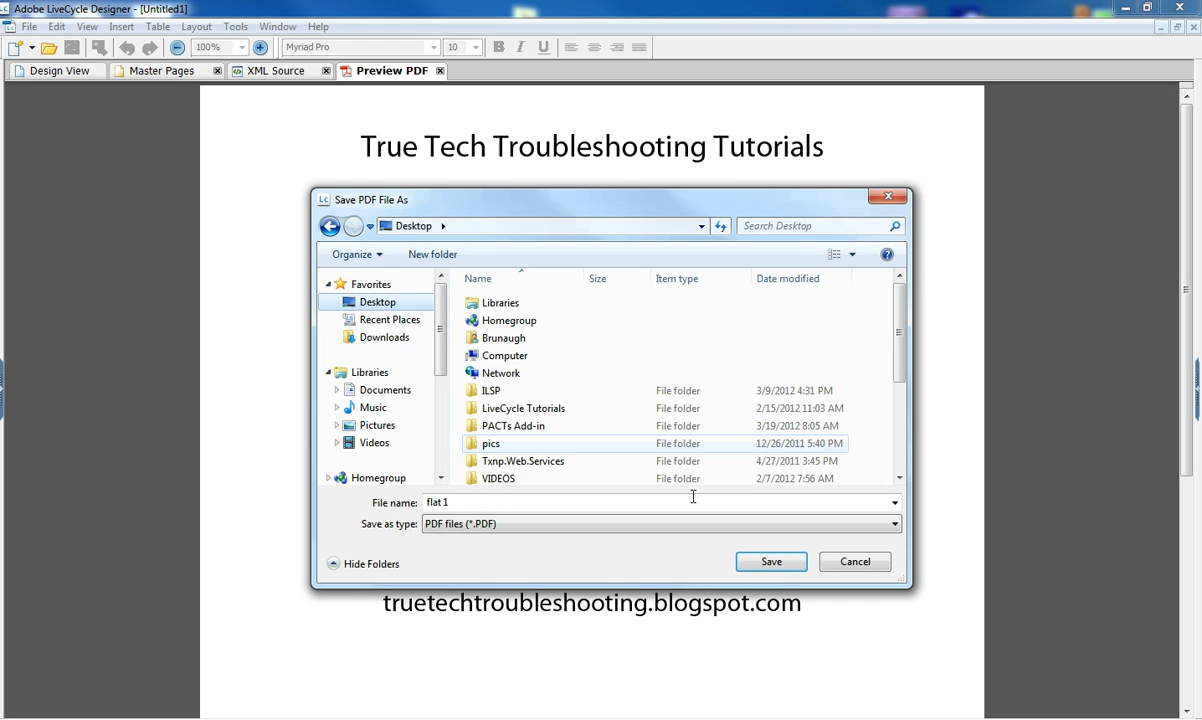 Adobe LiveCycle Designer - [Untitled1]
File Edit View Insert Table Layout Tools Window Help
100% Myriad Pro 10 B I U
Design View Master Pages XML Source Preview PDF
True Tech Troubleshooting Tutorials
Save PDF File As
Desktop Search Desktop
Organize New folder
Name Size Item type Date modified
Favorites
Desktop
Recent Places
Downloads
Libraries
Documents
Music
Pictures
Videos
Homegroup
Libraries
Homegroup
Brunaugh
Computer
Network
ILSP File folder 3/9/2012 4:31 PM
LiveCycle Tutorials File folder 2/15/2012 11:03 AM
PACTs Add-in File folder 3/19/2012 8:05 AM
pics File folder 12/26/2011 5:40 PM
Txnp.Web.Services File folder 4/27/2011 3:45 PM
VIDEOS File folder 2/7/2012 7:56 AM
File name: flat 1
Save as type: PDF files (*.PDF)
Hide Folders Save Cancel
truetechtroubleshooting.blogspot.com